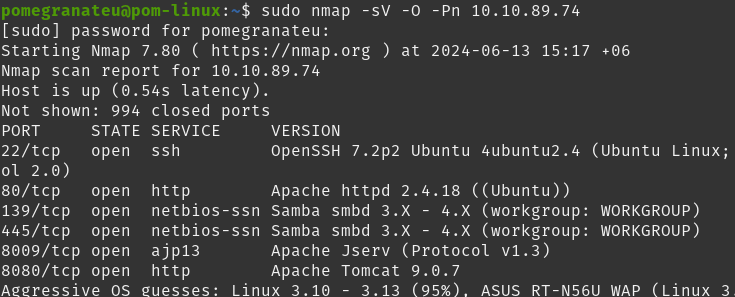 pomegranateu@pom-linux:~$ sudo nmap -sV -O -Pn 10.10.89.74
[sudo] password for pomegranateu:
Starting Nmap 7.80 ( https://nmap.org ) at 2024-06-13 15:17 +06
Nmap scan report for 10.10.89.74
Host is up (0.54s latency).
Not shown: 994 closed ports
PORT     STATE SERVICE     VERSION
22/tcp   open  ssh         OpenSSH 7.2p2 Ubuntu 4ubuntu2.4 (Ubuntu Linux;
ol 2.0)
80/tcp   open  http        Apache httpd 2.4.18 ((Ubuntu))
139/tcp  open  netbios-ssn Samba smbd 3.X - 4.X (workgroup: WORKGROUP)
445/tcp  open  netbios-ssn Samba smbd 3.X - 4.X (workgroup: WORKGROUP)
8009/tcp open  ajp13       Apache Jserv (Protocol v1.3)
8080/tcp open  http        Apache Tomcat 9.0.7
Aggressive OS guesses: Linux 3.10 - 3.13 (95%), ASUS RT-N56U WAP (Linux 3